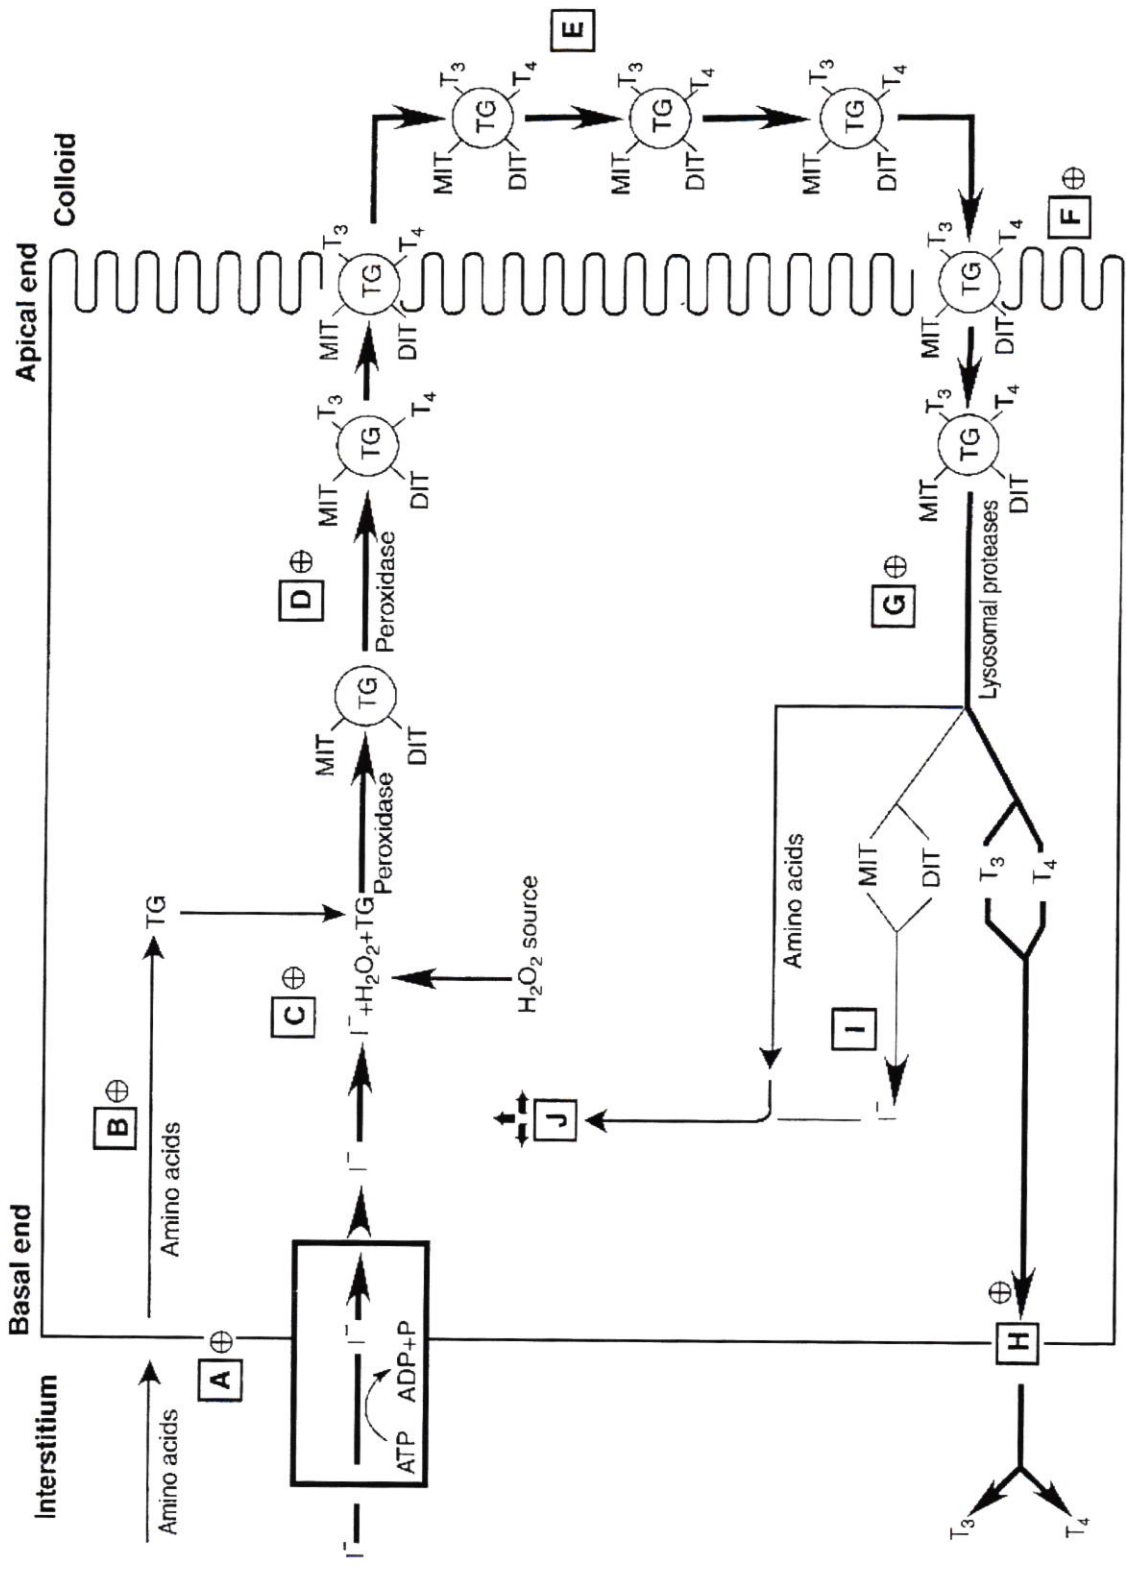 Interstitium
Basal end
Apical end
Colloid
Amino acids
Amino acids
B ⊕
TG
A ⊕
I⁻
ATP
ADP+P
I⁻
I⁻
C ⊕
I⁻+H₂O₂+TG
H₂O₂ source
Peroxidase
MIT
TG
DIT
D ⊕
Peroxidase
MIT
T₃
TG
DIT
T₄
MIT
T₃
TG
DIT
T₄
MIT
T₃
TG
DIT
T₄
E
MIT
T₃
TG
DIT
T₄
MIT
T₃
TG
DIT
T₄
MIT
T₃
TG
DIT
T₄
F ⊕
MIT
T₃
TG
DIT
T₄
G ⊕
Lysosomal proteases
Amino acids
MIT
DIT
T₃
T₄
I
I⁻
J
H ⊕
T₃
T₄